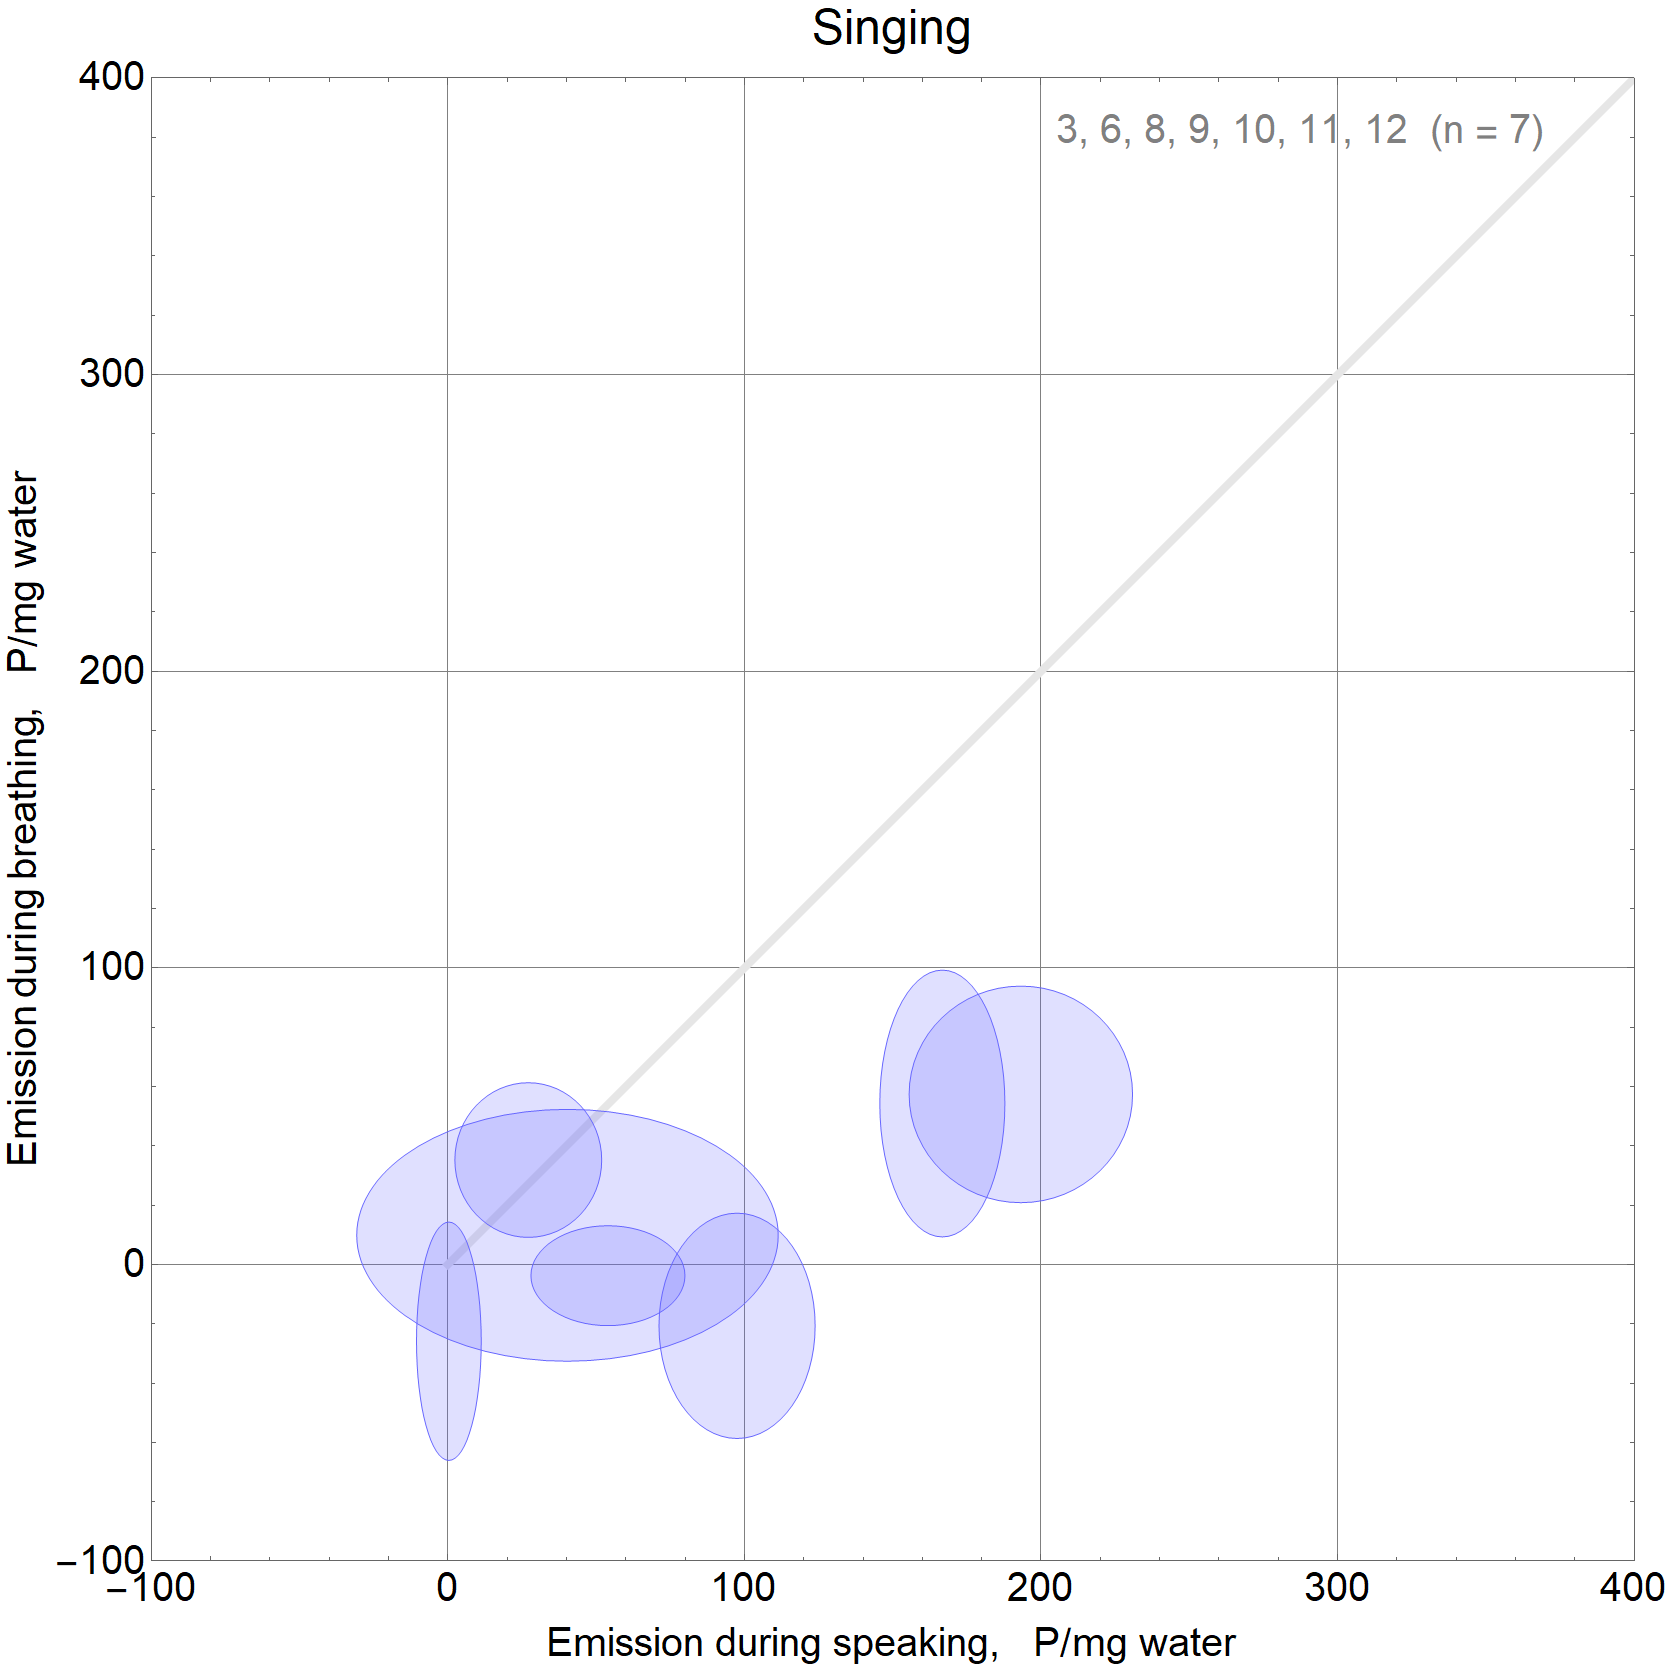 Singing
3, 6, 8, 9, 10, 11, 12 (n = 7)
400
300
200
100
0
−100
Emission during breathing, P/mg water
−100 0 100 200 300 400
Emission during speaking, P/mg water